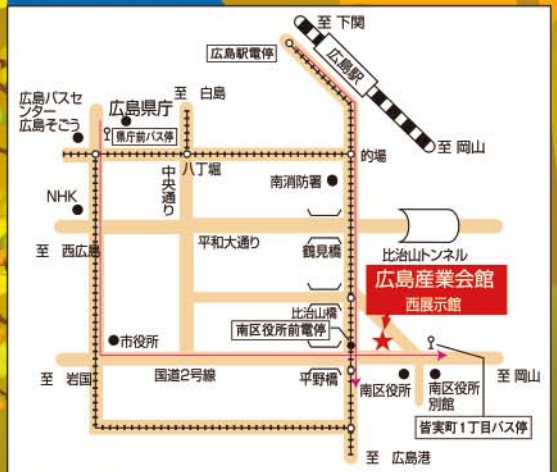 至 下関
広島駅電停
広島駅
広島バスセ
ンター
広島そごう
広島県庁
至 白島
県庁前バス停
至 岡山
八丁堀
的場
中央通り
南消防署
NHK
平和大通り
鶴見橋
至 西広島
比治山トンネル
広島産業会館
西展示館
比治山橋
南区役所前電停
市役所
至 岩国
国道2号線
平野橋
南区役所
南区役所
別館
至 岡山
皆実町1丁目バス停
至 広島港